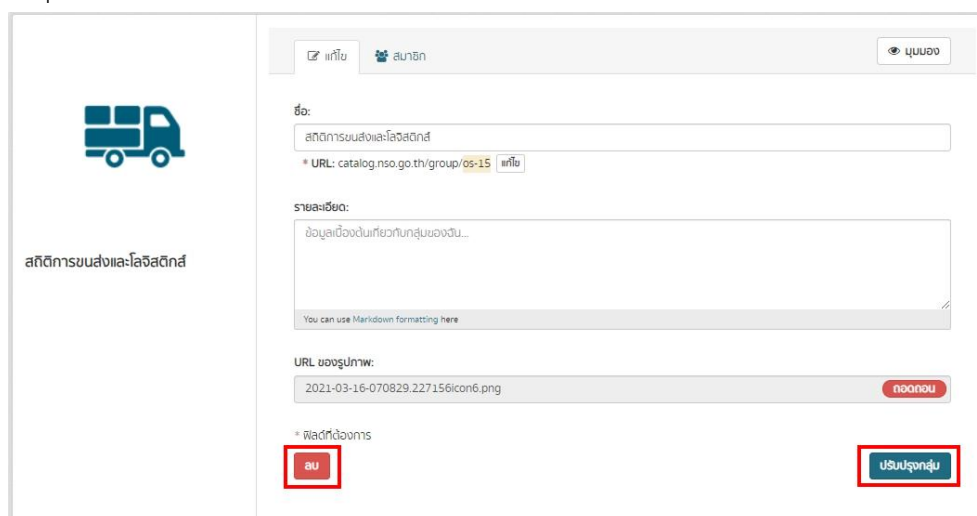 แก้ไข
สมาชิก
มุมมอง
ชื่อ:
สถิติการขนส่งและโลจิสติกส์
* URL: catalog.nso.go.th/group/os-15 แก้ไข
รายละเอียด:
ข้อมูลเบื้องต้นเกี่ยวกับกลุ่มของฉัน...
สถิติการขนส่งและโลจิสติกส์
You can use Markdown formatting here
URL ของรูปภาพ:
2021-03-16-070829.227156icon6.png ถอดถอน
* ฟิลด์ที่ต้องการ
ลบ
ปรับปรุงกลุ่ม